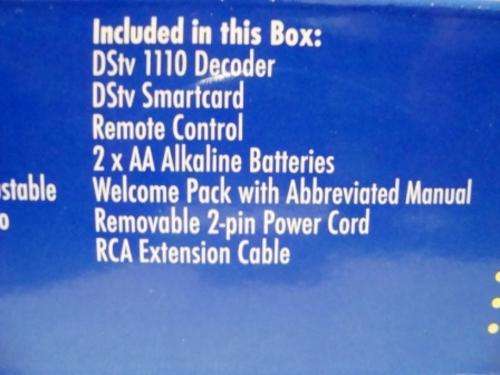 Included in this Box:
DStv 1110 Decoder
DStv Smartcard
Remote Control
2 x AA Alkaline Batteries
Welcome Pack with Abbreviated Manual
Removable 2-pin Power Cord
RCA Extension Cable